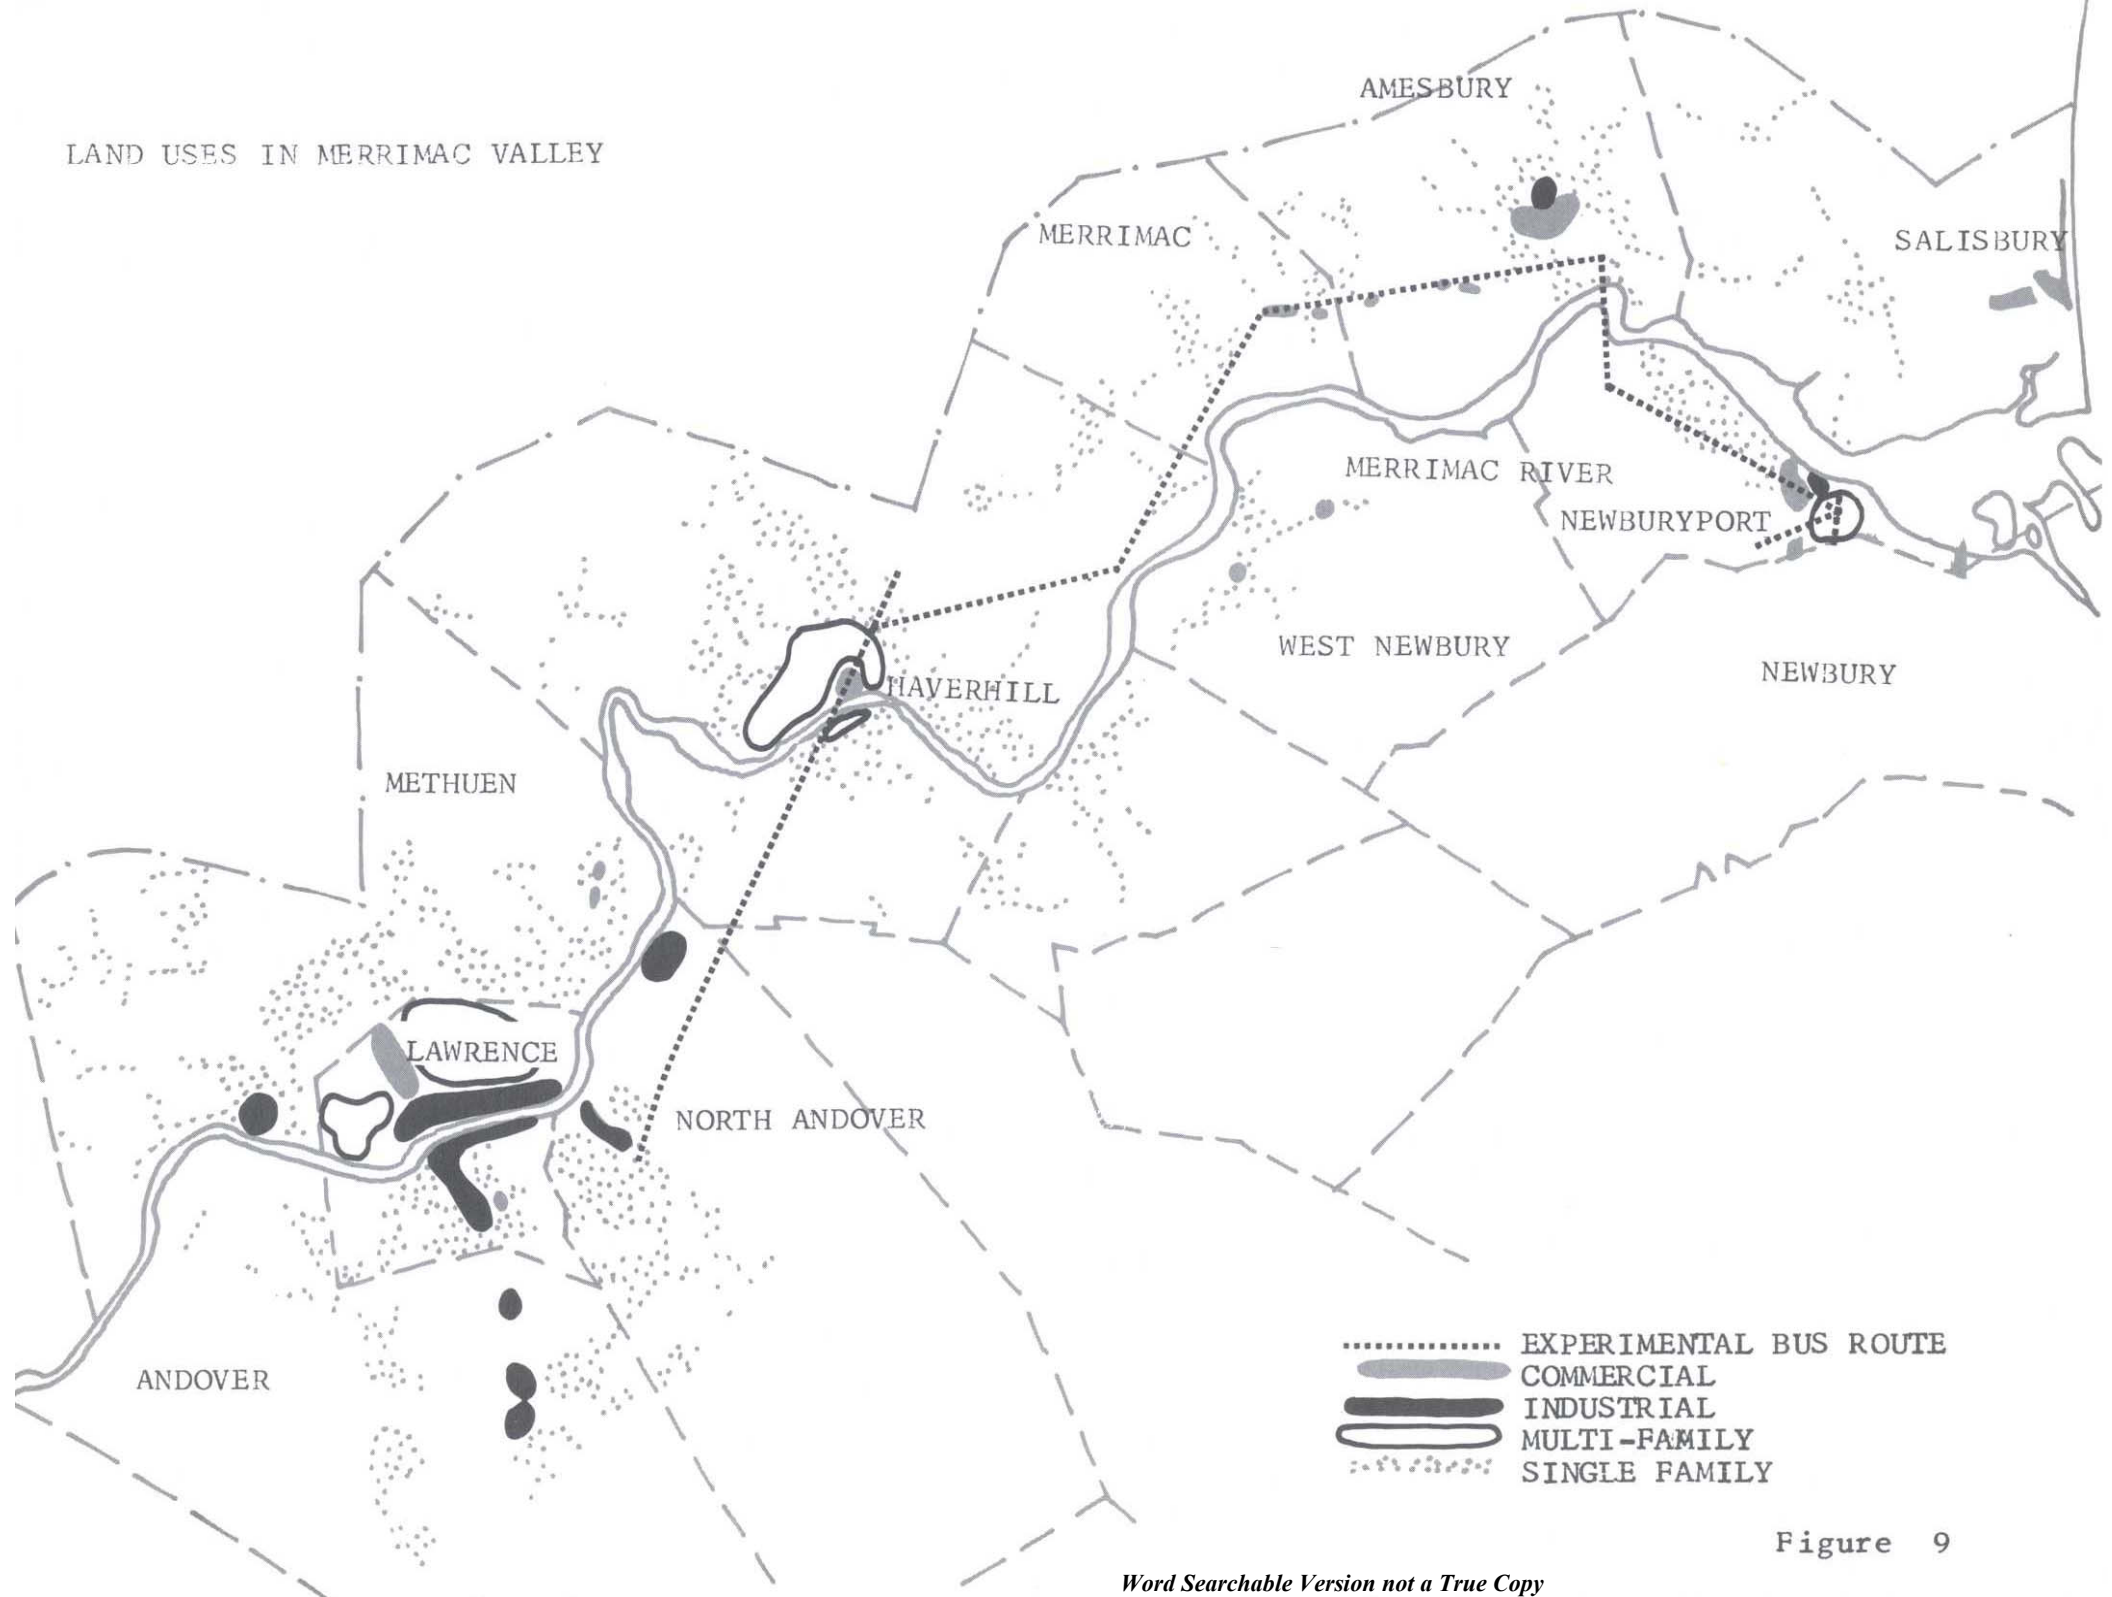 LAND USES IN MERRIMAC VALLEY
AMESBURY
MERRIMAC
SALISBURY
MERRIMAC RIVER
NEWBURYPORT
WEST NEWBURY
NEWBURY
HAVERHILL
METHUEN
LAWRENCE
NORTH ANDOVER
ANDOVER
EXPERIMENTAL BUS ROUTE
COMMERCIAL
INDUSTRIAL
MULTI-FAMILY
SINGLE FAMILY
Figure 9
Word Searchable Version not a True Copy